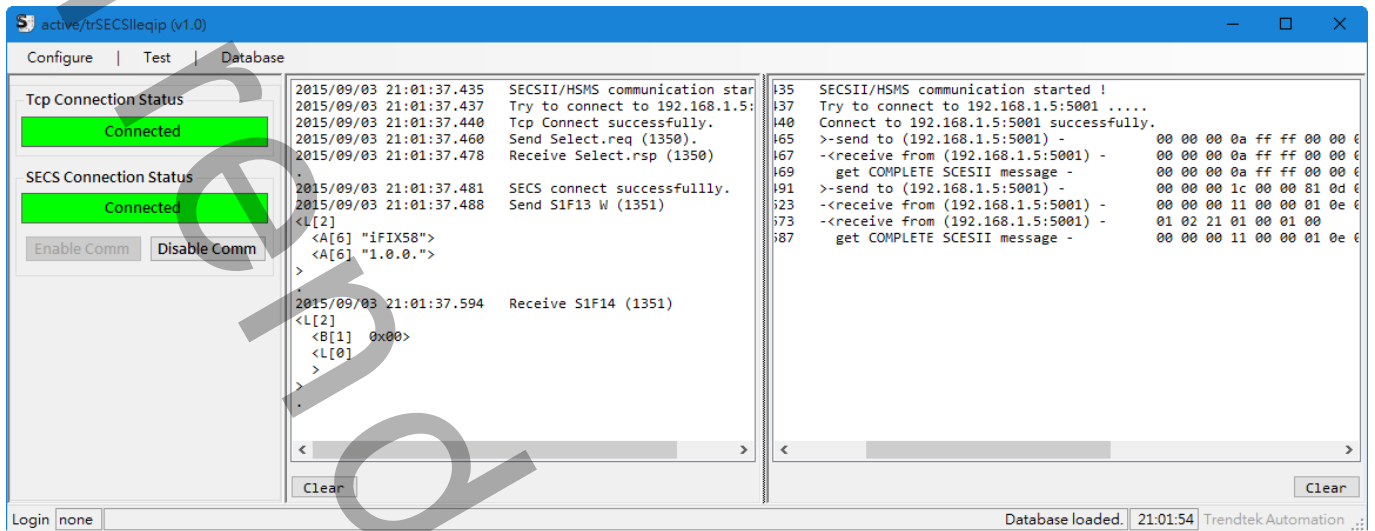 active/trSECSIIeqip (v1.0)
Configure | Test | Database
Tcp Connection Status
Connected
SECS Connection Status
Connected
Enable Comm Disable Comm
2015/09/03 21:01:37.435 SECSII/HSMS communication star
2015/09/03 21:01:37.437 Try to connect to 192.168.1.5:
2015/09/03 21:01:37.440 Tcp Connect successfully.
2015/09/03 21:01:37.460 Send Select.req (1350).
2015/09/03 21:01:37.478 Receive Select.rsp (1350)
.
2015/09/03 21:01:37.481 SECS connect successfullly.
2015/09/03 21:01:37.488 Send S1F13 W (1351)
<L[2]
<A[6] "iFIX58">
<A[6] "1.0.0.">
>
.
2015/09/03 21:01:37.594 Receive S1F14 (1351)
<L[2]
<B[1] 0x00>
<L[0]
>
>
.
Clear
435 SECSII/HSMS communication started !
437 Try to connect to 192.168.1.5:5001 .....
440 Connect to 192.168.1.5:5001 successfully.
465 >-send to (192.168.1.5:5001) - 00 00 00 0a ff ff 00 00
467 -<receive from (192.168.1.5:5001) - 00 00 00 0a ff ff 00 00
469 get COMPLETE SCESII message - 00 00 00 0a ff ff 00 00
491 >-send to (192.168.1.5:5001) - 00 00 00 1c 00 00 81 0d
523 -<receive from (192.168.1.5:5001) - 00 00 00 11 00 00 01 0e
573 -<receive from (192.168.1.5:5001) - 01 02 21 01 00 01 00
587 get COMPLETE SCESII message - 00 00 00 11 00 00 01 0e
Clear
Login none
Database loaded. 21:01:54 Trendtek Automation